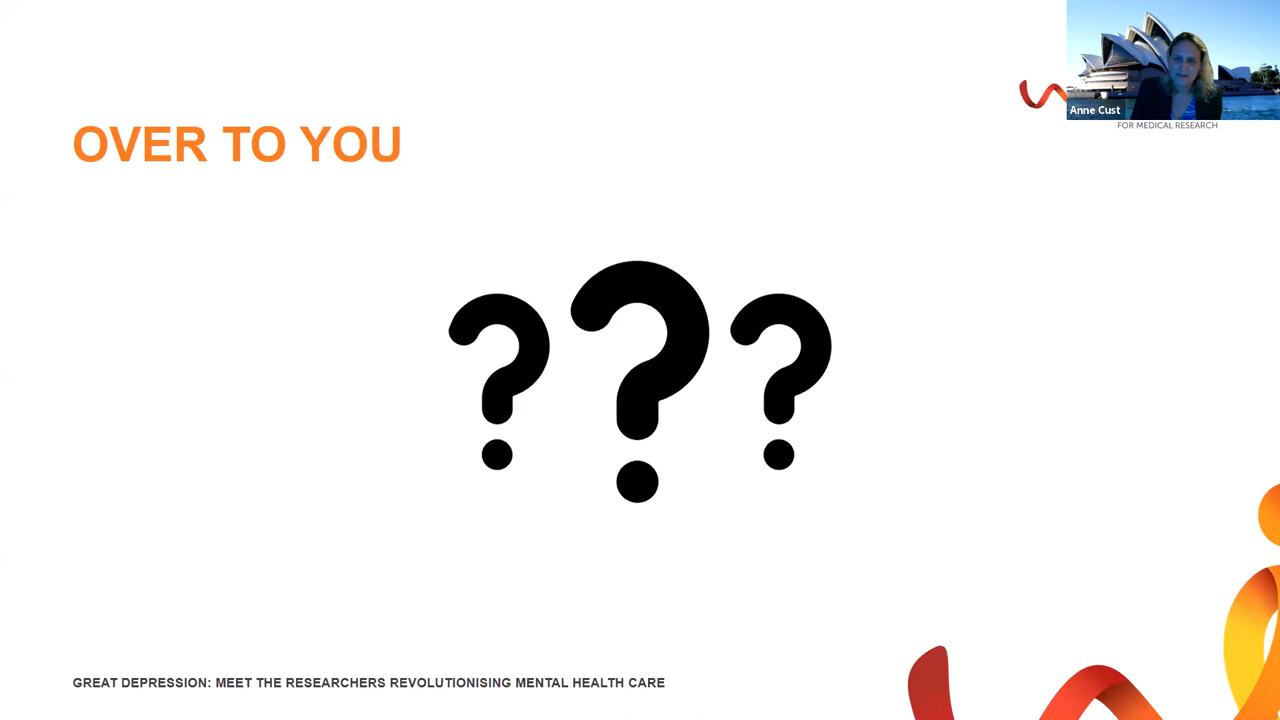 Anne Cust
FOR MEDICAL RESEARCH
OVER TO YOU
???
GREAT DEPRESSION: MEET THE RESEARCHERS REVOLUTIONISING MENTAL HEALTH CARE